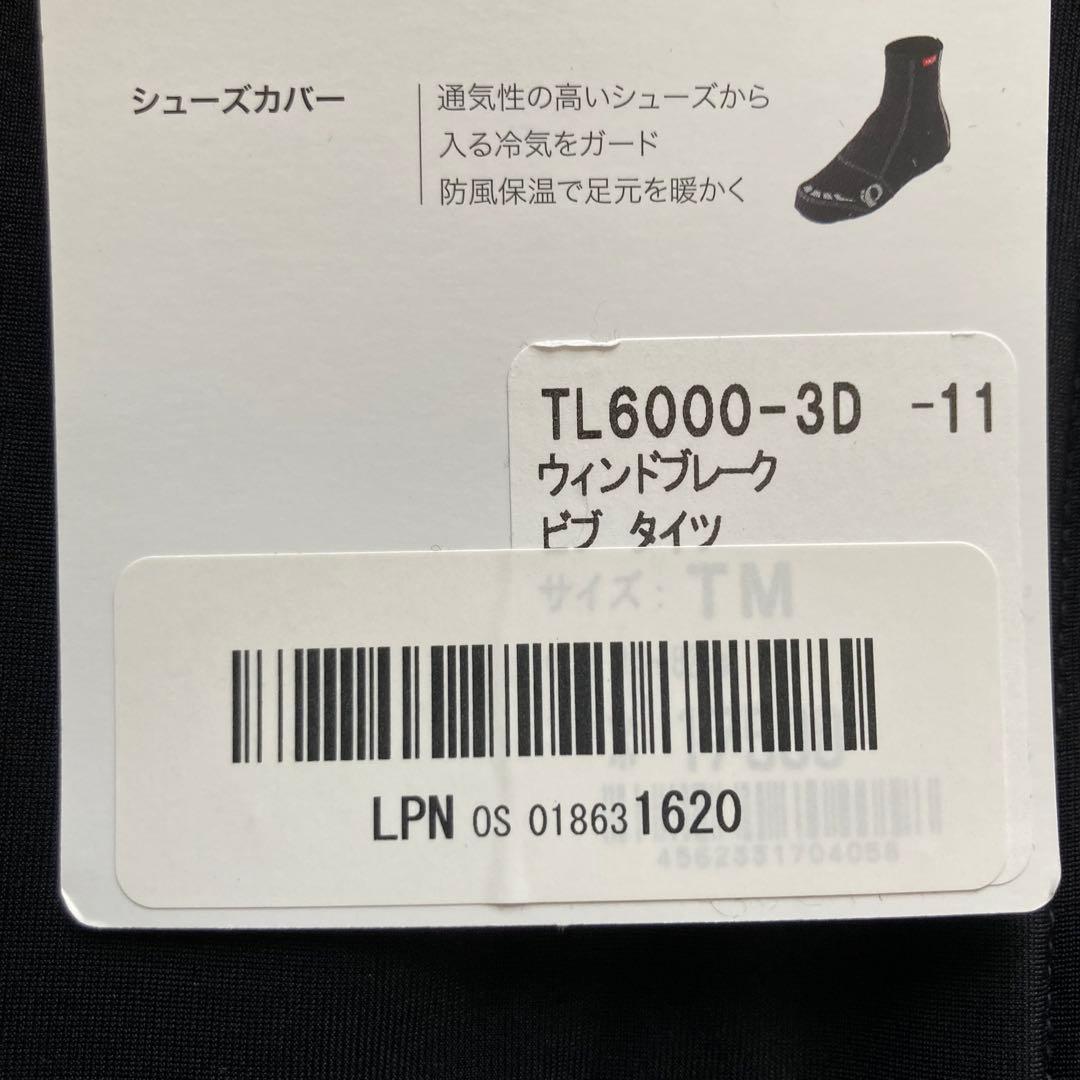 シューズカバー
通気性の高いシューズから
入る冷気をガード
防風保温で足元を暖かく
TL6000-3D -11
ウィンドブレーク
ビブ タイツ
サイズ: TM
LPN OS 018631620
4562331704056